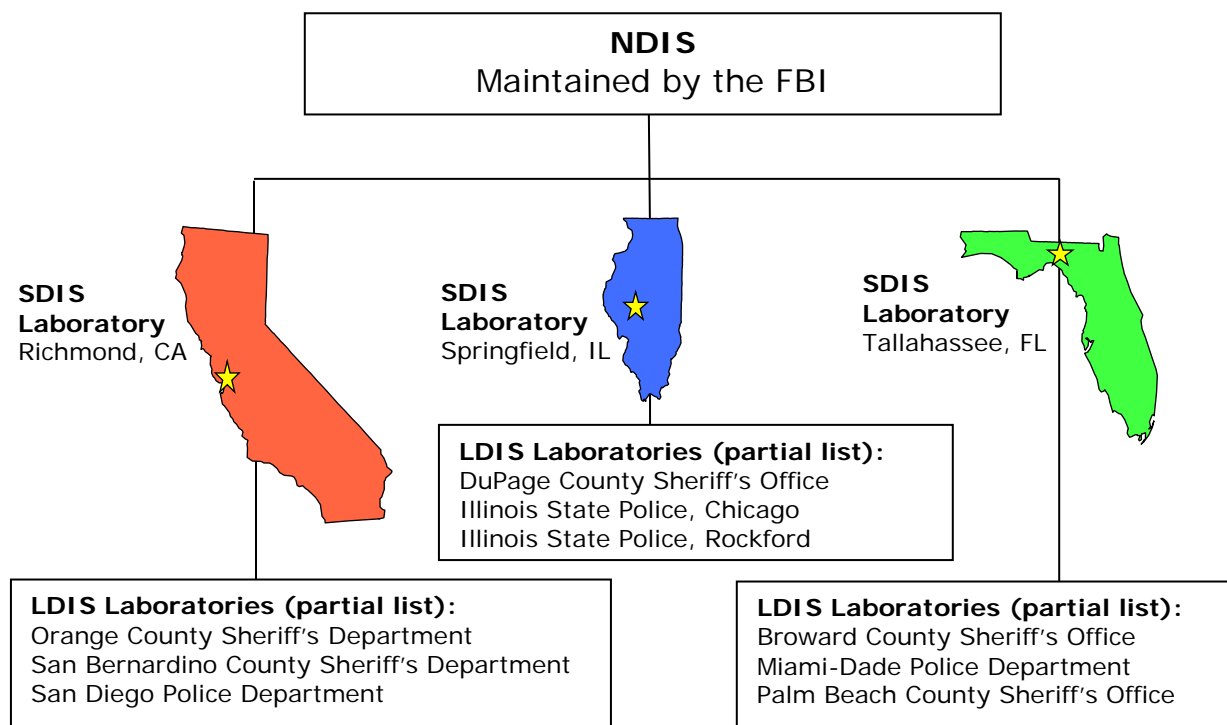 NDIS
Maintained by the FBI
SDIS
Laboratory
Richmond, CA
SDIS
Laboratory
Springfield, IL
SDIS
Laboratory
Tallahassee, FL
LDIS Laboratories (partial list):
DuPage County Sheriff's Office
Illinois State Police, Chicago
Illinois State Police, Rockford
LDIS Laboratories (partial list):
Orange County Sheriff's Department
San Bernardino County Sheriff's Department
San Diego Police Department
LDIS Laboratories (partial list):
Broward County Sheriff's Office
Miami-Dade Police Department
Palm Beach County Sheriff's Office